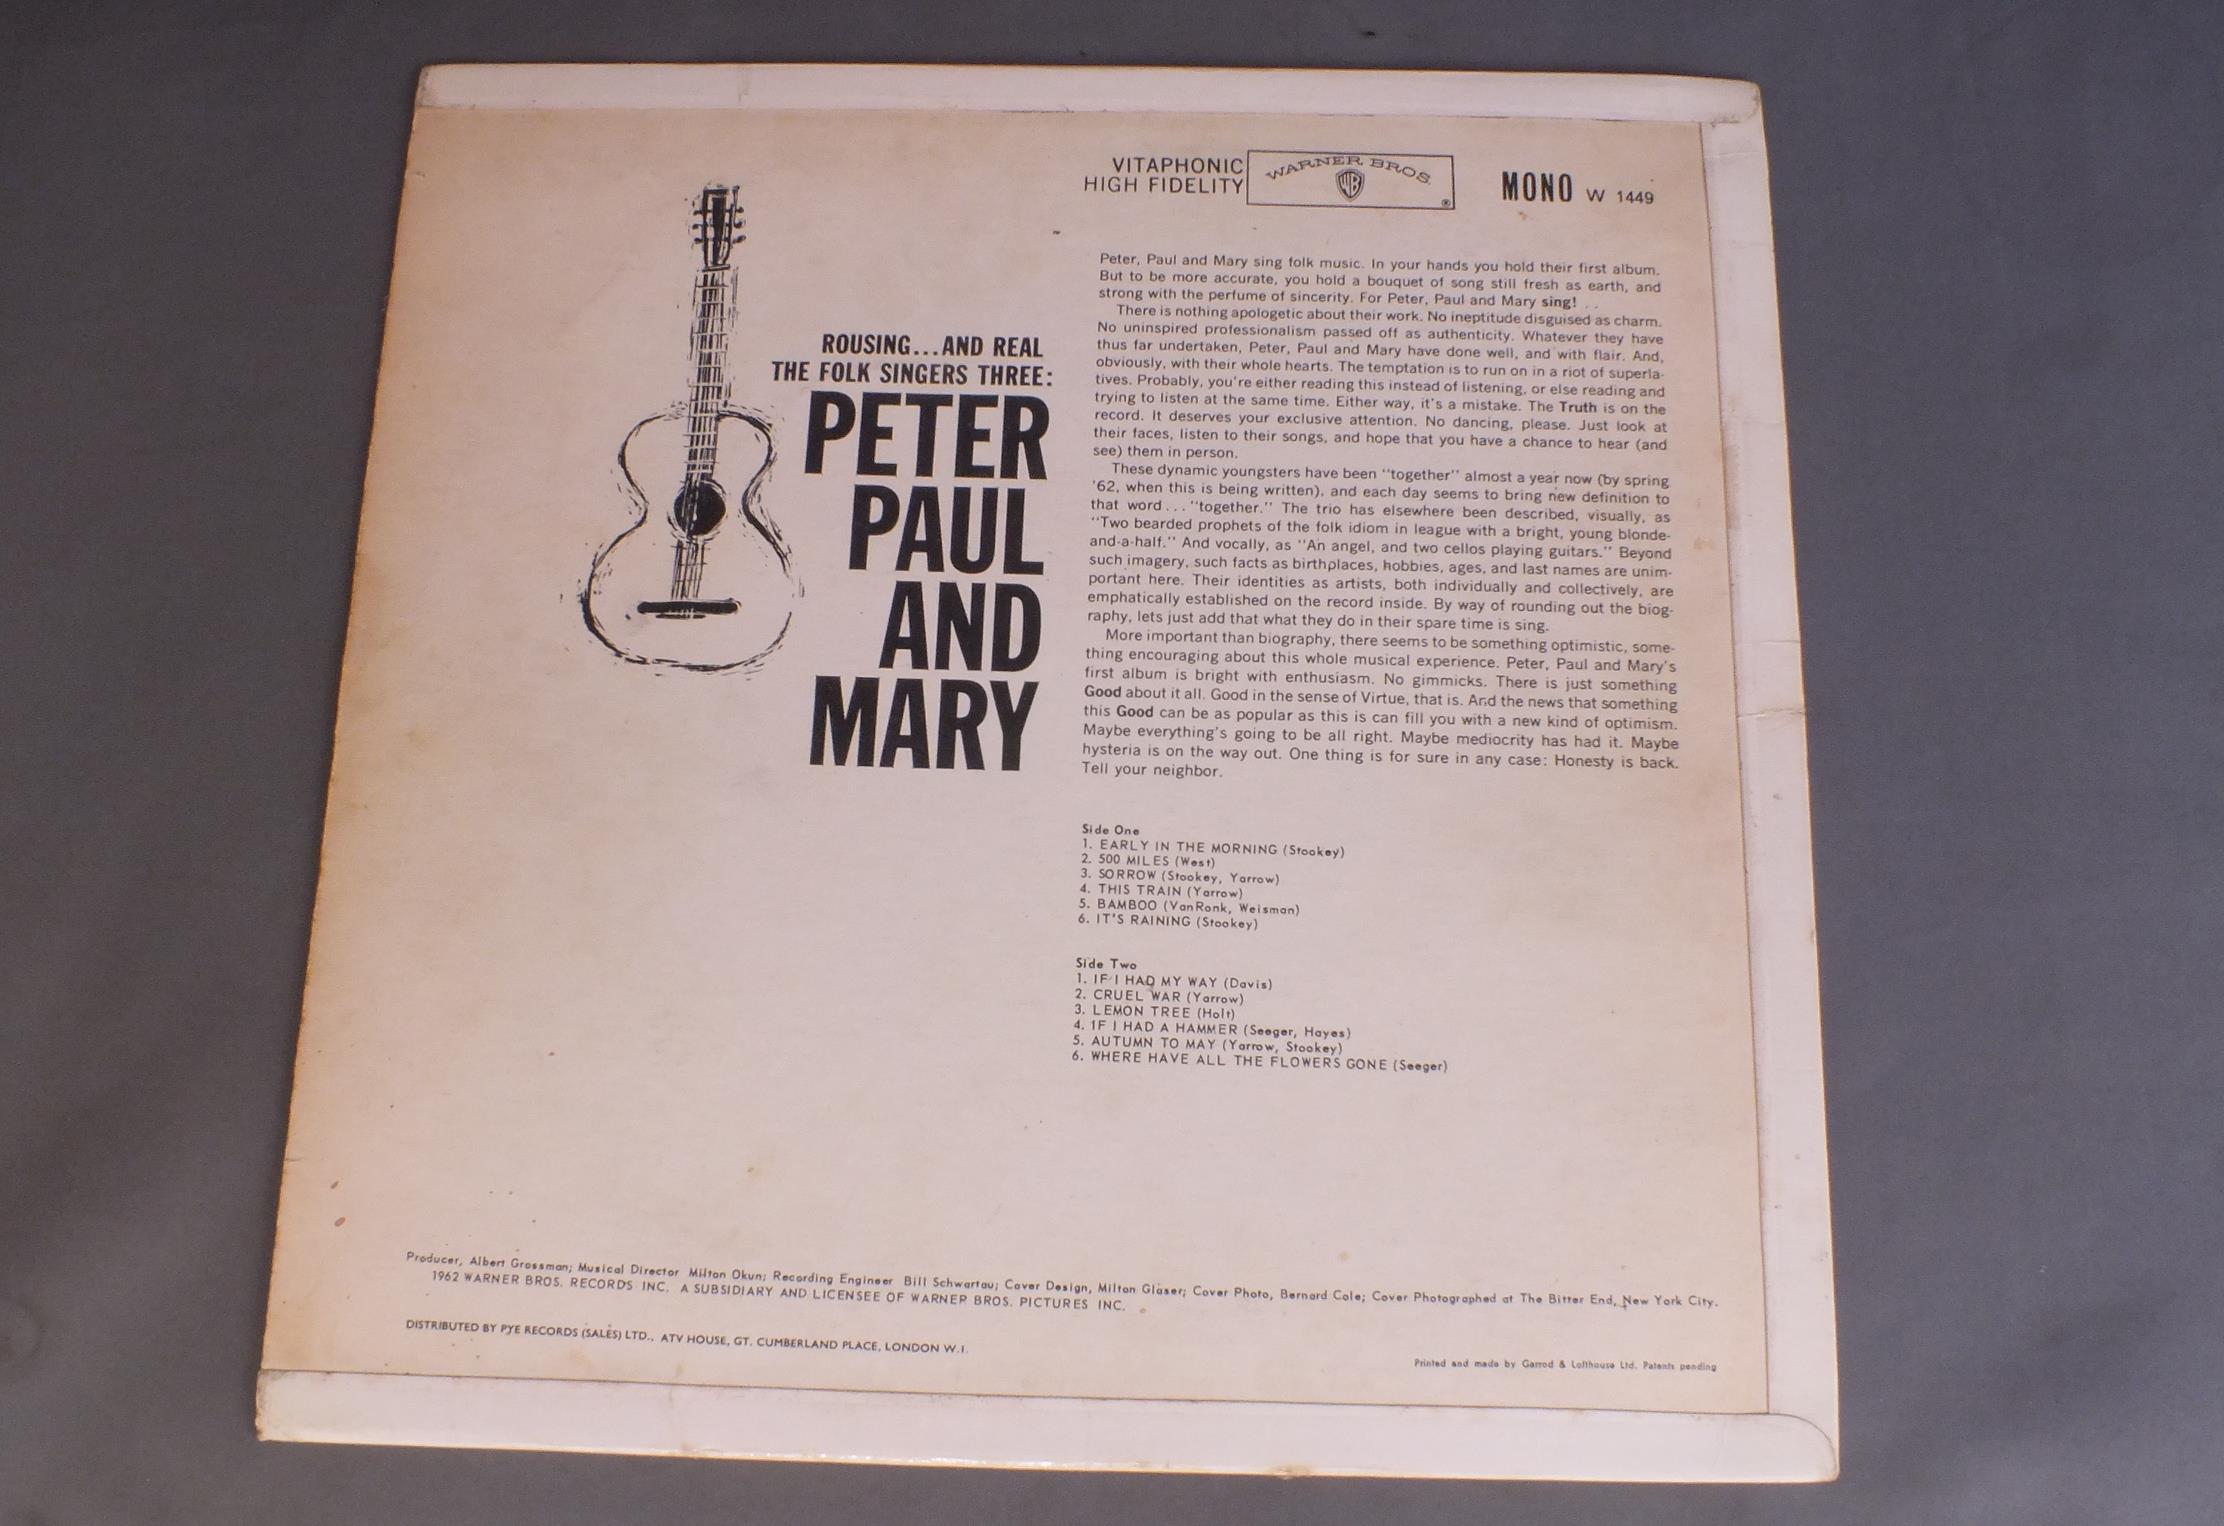 VITAPHONIC
HIGH FIDELITY
WARNER BROS.
WB
®
MONO W 1449
ROUSING...AND REAL
THE FOLK SINGERS THREE:
PETER
PAUL
AND
MARY
Peter, Paul and Mary sing folk music. In your hands you hold their first album.
But to be more accurate, you hold a bouquet of song still fresh as earth, and
strong with the perfume of sincerity. For Peter, Paul and Mary sing! . .
There is nothing apologetic about their work. No ineptitude disguised as charm.
No uninspired professionalism passed off as authenticity. Whatever they have
thus far undertaken, Peter, Paul and Mary have done well, and with flair. And,
obviously, with their whole hearts. The temptation is to run on in a riot of superla-
tives. Probably, you're either reading this instead of listening, or else reading and
trying to listen at the same time. Either way, it's a mistake. The Truth is on the
record. It deserves your exclusive attention. No dancing, please. Just look at
their faces, listen to their songs, and hope that you have a chance to hear (and
see) them in person.
These dynamic youngsters have been "together" almost a year now (by spring
'62, when this is being written), and each day seems to bring new definition to
that word... "together." The trio has elsewhere been described, visually, as
"Two bearded prophets of the folk idiom in league with a bright, young blonde-
and-a-half." And vocally, as "An angel, and two cellos playing guitars." Beyond
such imagery, such facts as birthplaces, hobbies, ages, and last names are unim-
portant here. Their identities as artists, both individually and collectively, are
emphatically established on the record inside. By way of rounding out the biog-
raphy, lets just add that what they do in their spare time is sing.
More important than biography, there seems to be something optimistic, some-
thing encouraging about this whole musical experience. Peter, Paul and Mary's
first album is bright with enthusiasm. No gimmicks. There is just something
Good about it all. Good in the sense of Virtue, that is. And the news that something
this Good can be as popular as this is can fill you with a new kind of optimism.
Maybe everything's going to be all right. Maybe mediocrity has had it. Maybe
hysteria is on the way out. One thing is for sure in any case: Honesty is back.
Tell your neighbor.
Side One
1. EARLY IN THE MORNING (Stookey)
2. 500 MILES (West)
3. SORROW (Stookey, Yarrow)
4. THIS TRAIN (Yarrow)
5. BAMBOO (VanRonk, Weisman)
6. IT'S RAINING (Stookey)
Side Two
1. IF I HAD MY WAY (Davis)
2. CRUEL WAR (Yarrow)
3. LEMON TREE (Holt)
4. IF I HAD A HAMMER (Seeger, Hayes)
5. AUTUMN TO MAY (Yarrow, Stookey)
6. WHERE HAVE ALL THE FLOWERS GONE (Seeger)
Producer, Albert Grossman; Musical Director Milton Okun; Recording Engineer Bill Schwartau; Cover Design, Milton Glaser; Cover Photo, Bernard Cole; Cover Photographed at The Bitter End, New York City.
1962 WARNER BROS. RECORDS INC. A SUBSIDIARY AND LICENSEE OF WARNER BROS. PICTURES INC.
DISTRIBUTED BY PYE RECORDS (SALES) LTD., ATV HOUSE, GT. CUMBERLAND PLACE, LONDON W.1.
Printed and made by Garrod & Lofthouse Ltd. Patents pending